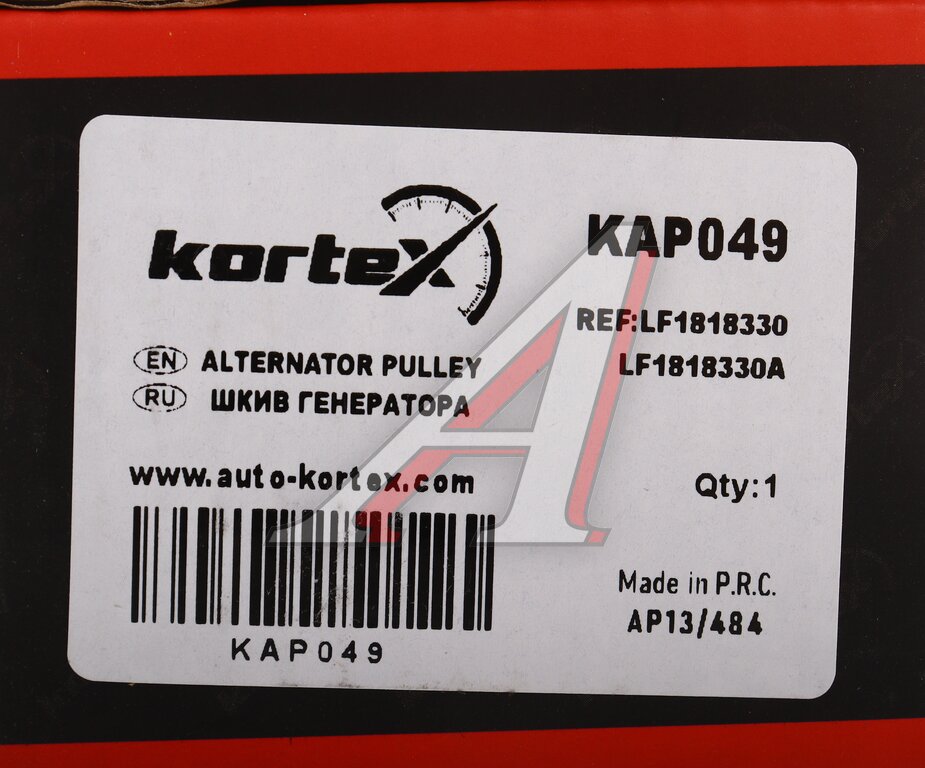 kortex
KAP049
REF:LF1818330
LF1818330A
EN ALTERNATOR PULLEY
RU ШКИВ ГЕНЕРАТОРА
www.auto-kortex.com
Qty:1
KAP049
Made in P.R.C.
AP13/484